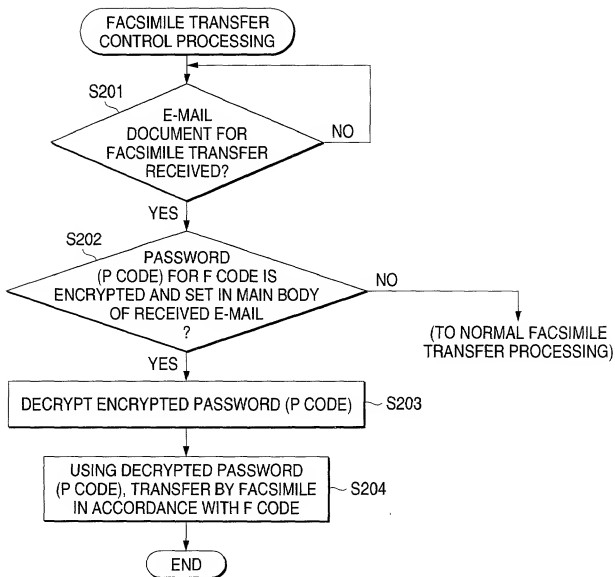 FACSIMILE TRANSFER
CONTROL PROCESSING
S201
E-MAIL
DOCUMENT FOR
FACSIMILE TRANSFER
RECEIVED?
NO
YES
S202
PASSWORD
(P CODE) FOR F CODE IS
ENCRYPTED AND SET IN MAIN BODY
OF RECEIVED E-MAIL
?
NO
(TO NORMAL FACSIMILE
TRANSFER PROCESSING)
YES
DECRYPT ENCRYPTED PASSWORD (P CODE)
S203
USING DECRYPTED PASSWORD
(P CODE), TRANSFER BY FACSIMILE
IN ACCORDANCE WITH F CODE
S204
END